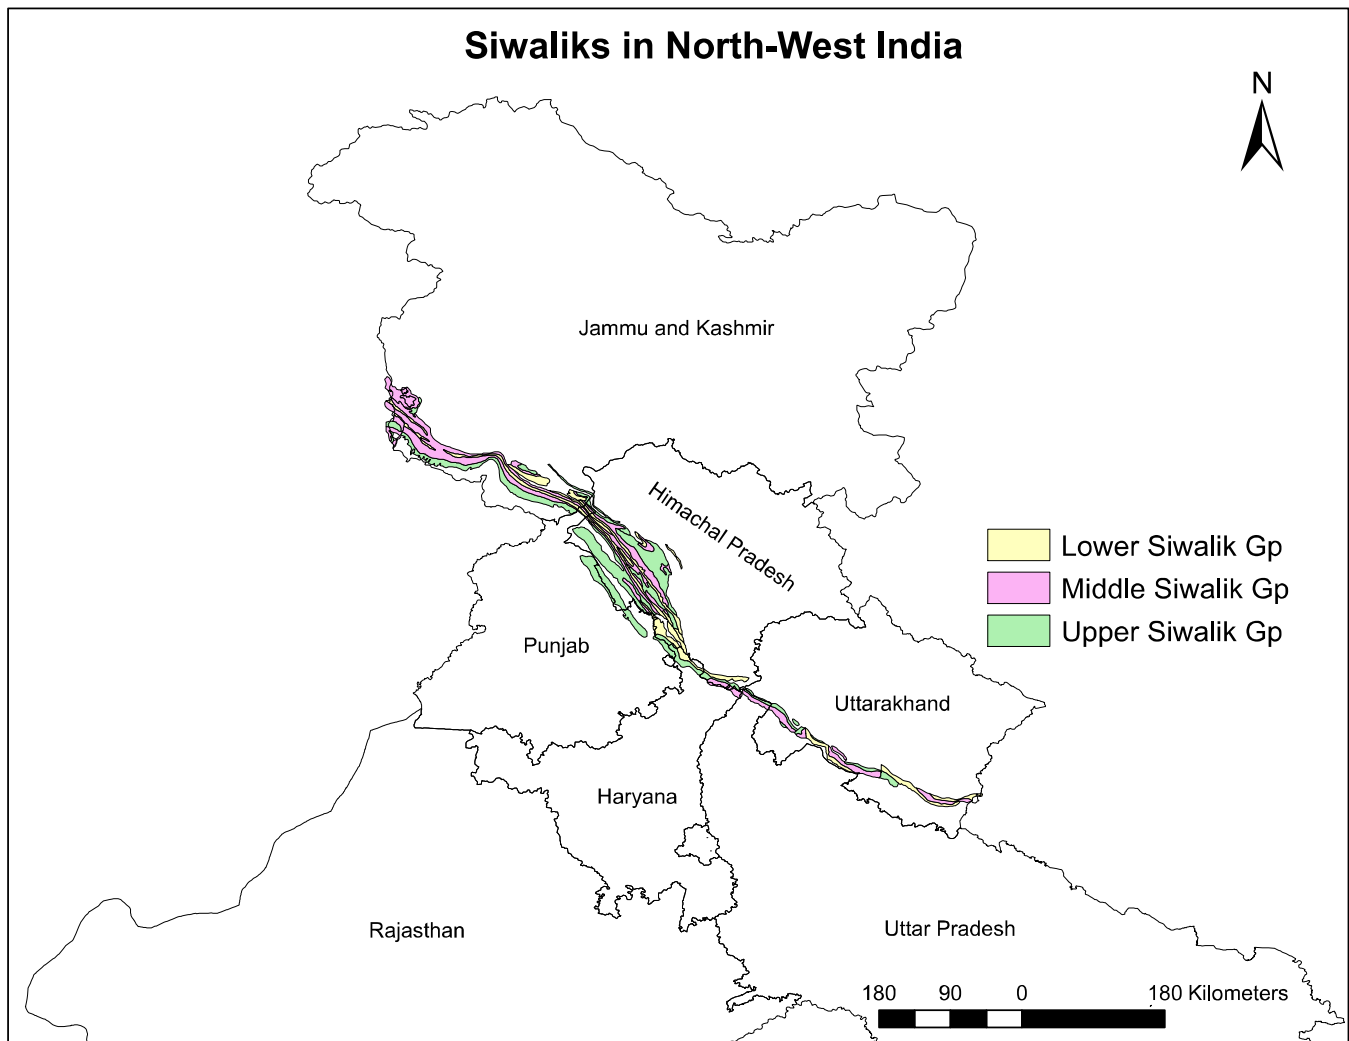 Siwaliks in North-West India
N
Jammu and Kashmir
Himachal Pradesh
Lower Siwalik Gp
Middle Siwalik Gp
Upper Siwalik Gp
Punjab
Uttarakhand
Haryana
Rajasthan
Uttar Pradesh
180 90 0 180 Kilometers